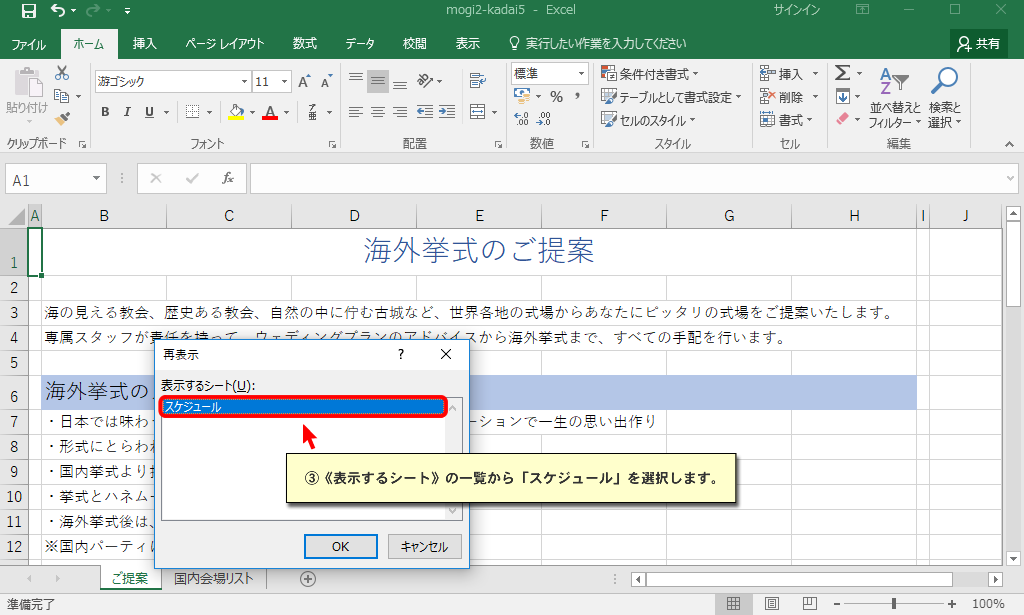 mogi2-kadai5 - Excel
サインイン
ファイル ホーム 挿入 ページレイアウト 数式 データ 校閲 表示 実行したい作業を入力してください 共有
貼り付け
クリップボード
游ゴシック 11
B I U
フォント
配置
標準
%
数値
条件付き書式
テーブルとして書式設定
セルのスタイル
スタイル
挿入
削除
書式
セル
並べ替えと
フィルター
検索と
選択
編集
A1
fx
A B C D E F G H I J
1 海外挙式のご提案
2
3 海の見える教会、歴史ある教会、自然の中に佇む古城など、世界各地の式場からあなたにピッタリの式場をご提案いたします。
4 専属スタッフが責任を持って、ウェディングプランのアドバイスから海外挙式まで、すべての手配を行います。
5
6 海外挙式の
7 ・日本では味わ ーションで一生の思い出作り
8 ・形式にとらわ
9 ・国内挙式より
10 ・挙式とハネム
11 ・海外挙式後は、
12 ※国内パーティ
再表示 ?
表示するシート(U):
スケジュール
③《表示するシート》の一覧から「スケジュール」を選択します。
OK キャンセル
ご提案 国内会場リスト
準備完了 100%